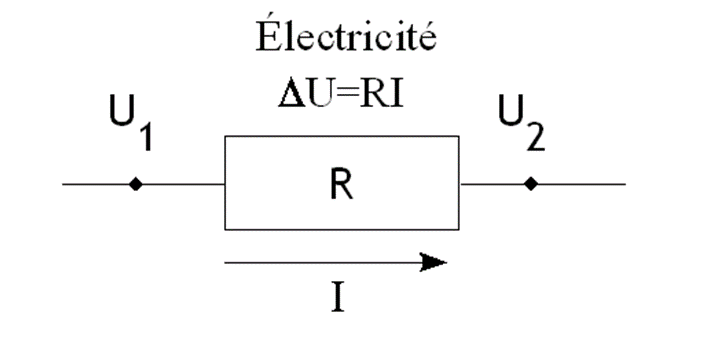 Électricité
ΔU=RI
U1
U2
R
I